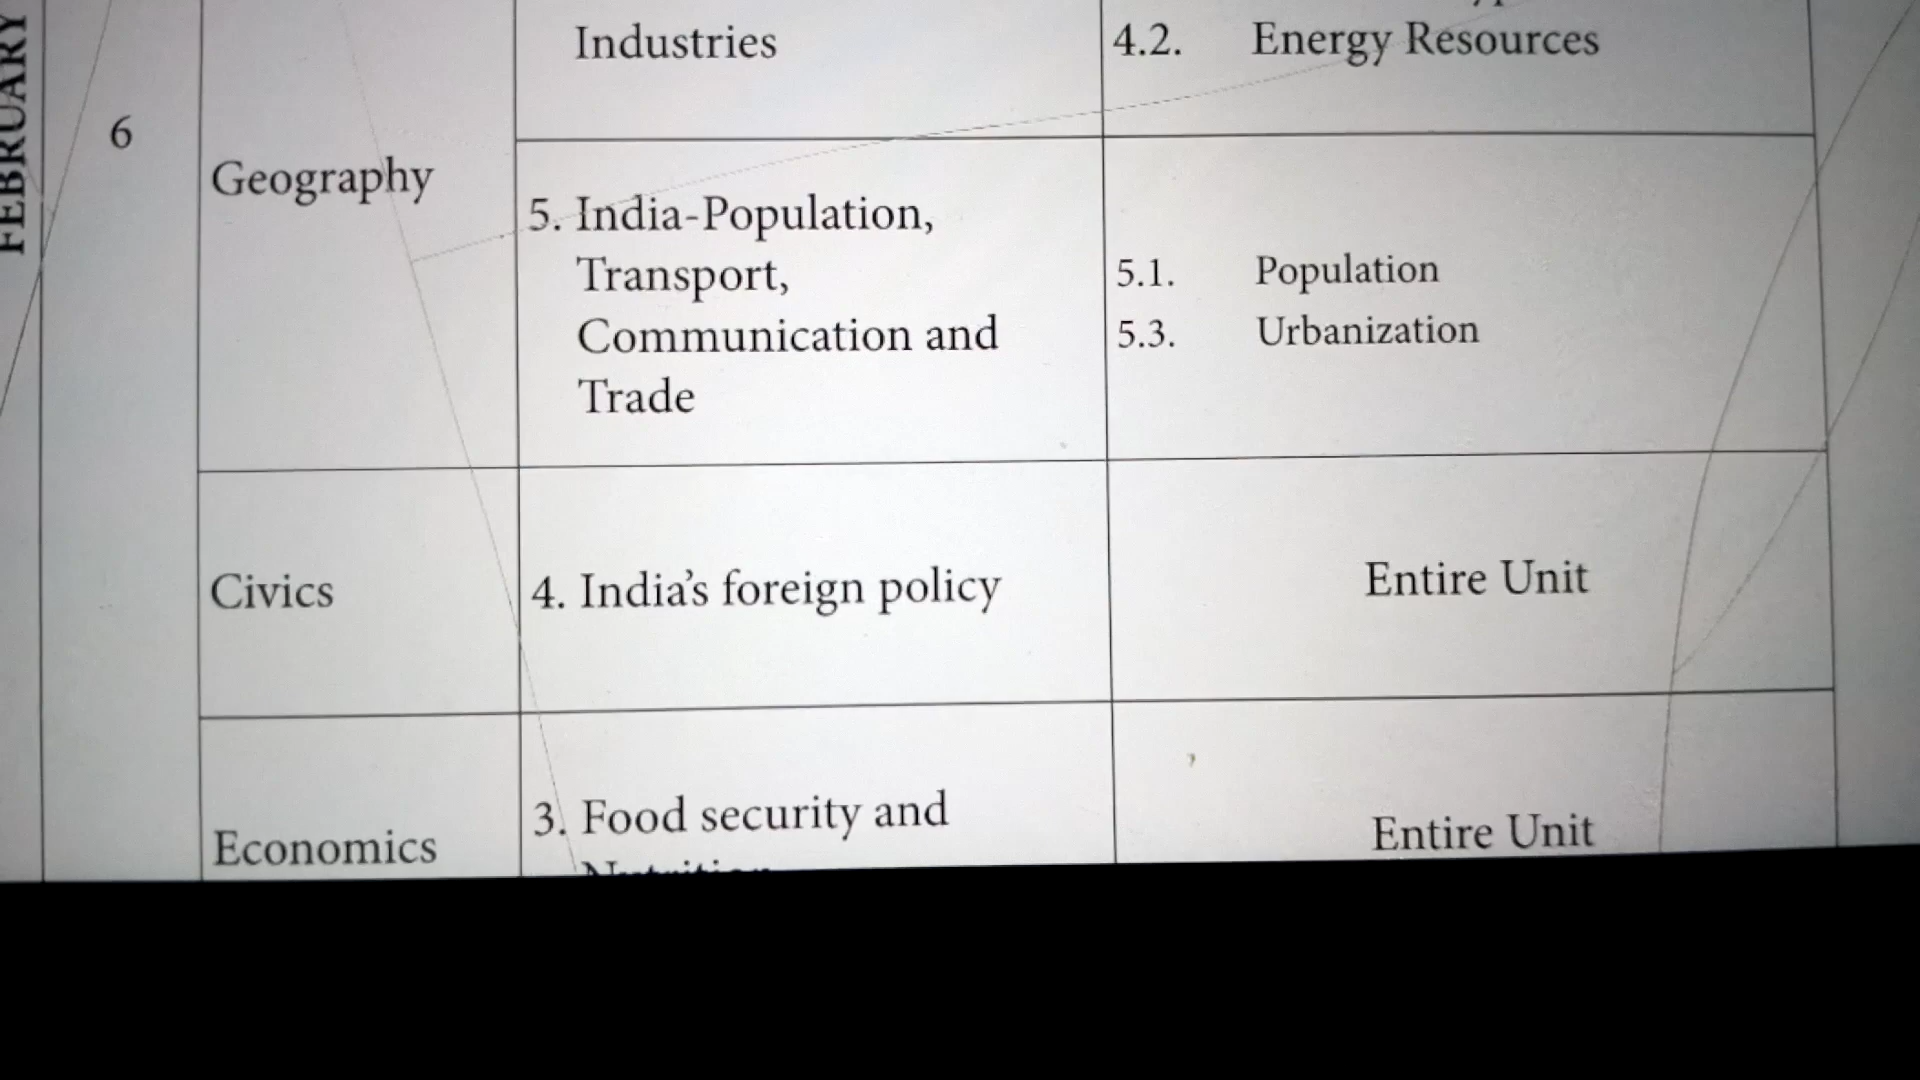 FEBRUARY
6
Geography
Industries
4.2. Energy Resources
5. India-Population,
Transport,
Communication and
Trade
5.1. Population
5.3. Urbanization
Civics
4. India's foreign policy
Entire Unit
Economics
3. Food security and
Entire Unit